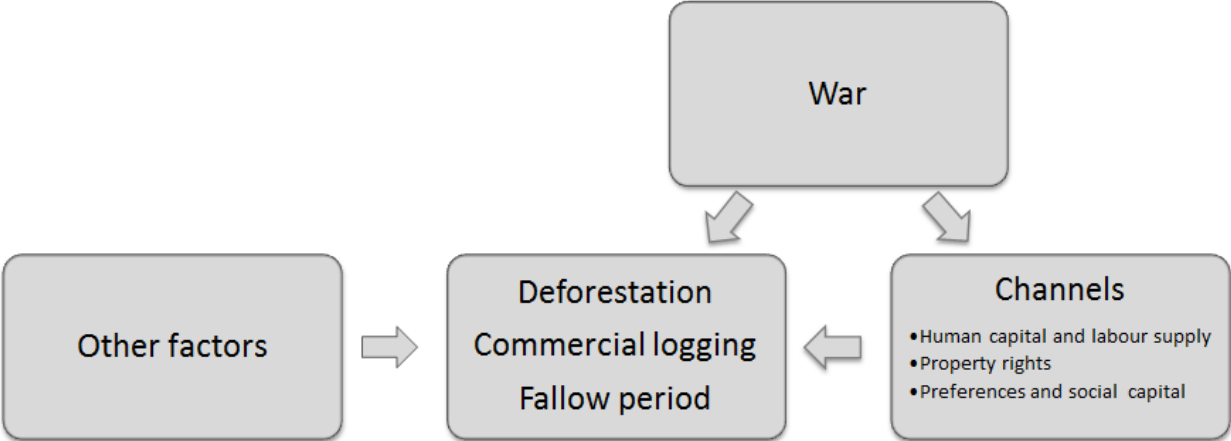 War
Other factors
Deforestation
Commercial logging
Fallow period
Channels
•Human capital and labour supply
•Property rights
•Preferences and social capital